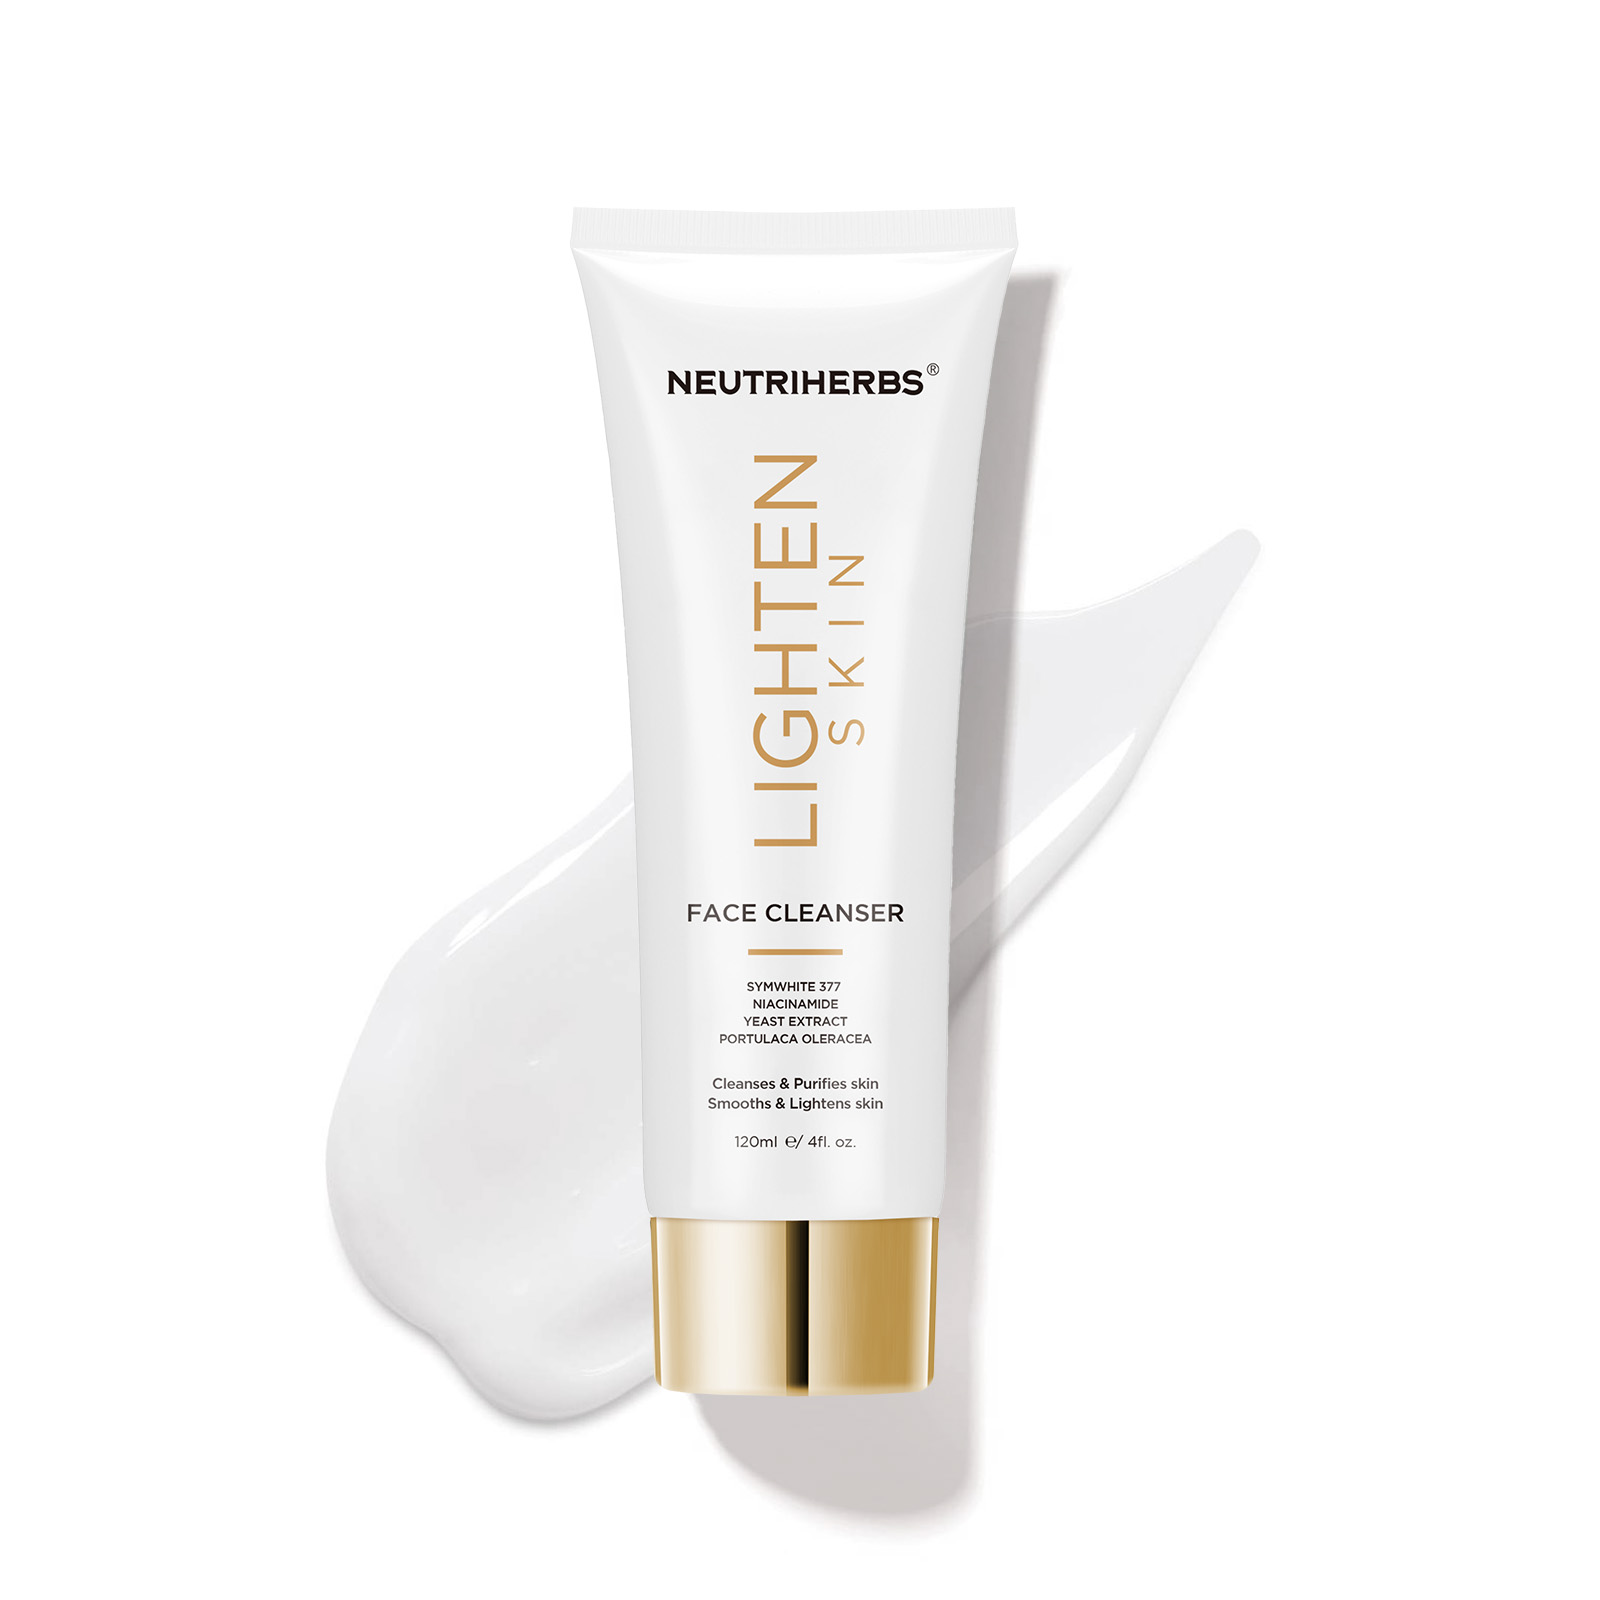 NEUTRIHERBS®
LIGHTEN
SKIN
FACE CLEANSER
SYMWHITE 377
NIACINAMIDE
YEAST EXTRACT
PORTULACA OLERACEA
Cleanses & Purifies skin
Smooths & Lightens skin
120ml ℮/ 4fl. oz.